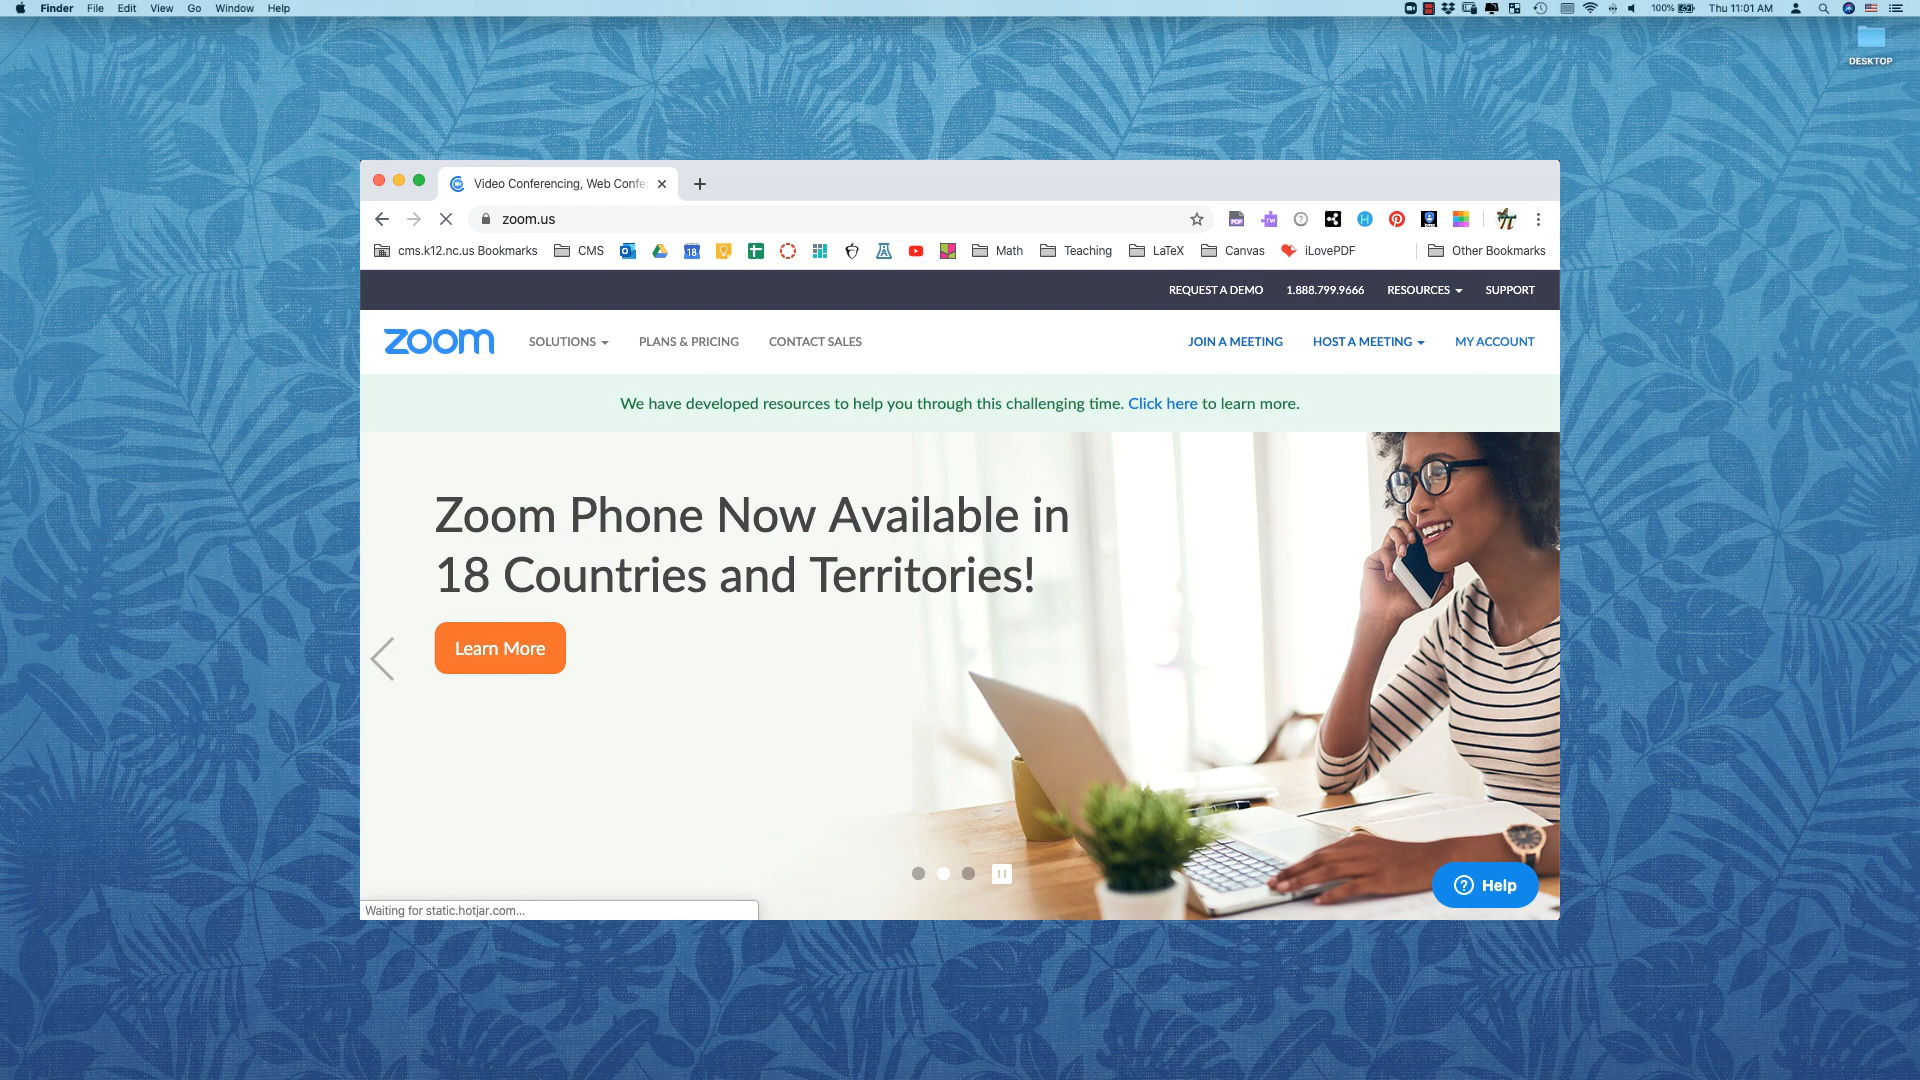 Finder File Edit View Go Window Help
100% Thu 11:01 AM
DESKTOP
Video Conferencing, Web Confe
zoom.us
cms.k12.nc.us Bookmarks CMS 18 Math Teaching LaTeX Canvas iLovePDF Other Bookmarks
REQUEST A DEMO 1.888.799.9666 RESOURCES SUPPORT
zoom SOLUTIONS PLANS & PRICING CONTACT SALES JOIN A MEETING HOST A MEETING MY ACCOUNT
We have developed resources to help you through this challenging time. Click here to learn more.
Zoom Phone Now Available in
18 Countries and Territories!
Learn More
Help
Waiting for static.hotjar.com...